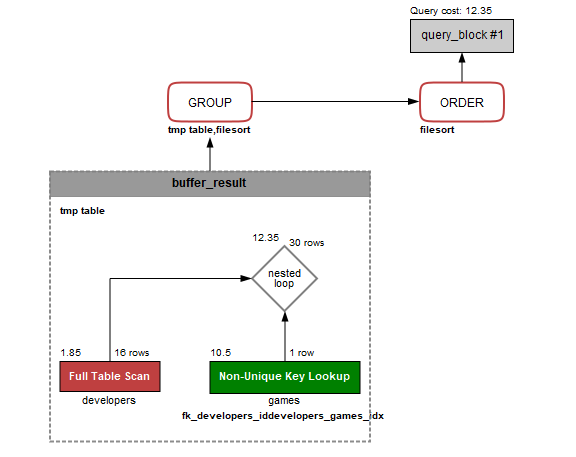 Query cost: 12.35
query_block #1
GROUP
ORDER
tmp table,filesort
filesort
buffer_result
tmp table
12.35
30 rows
nested
loop
1.85
16 rows
10.5
1 row
Full Table Scan
Non-Unique Key Lookup
developers
games
fk_developers_iddevelopers_games_idx